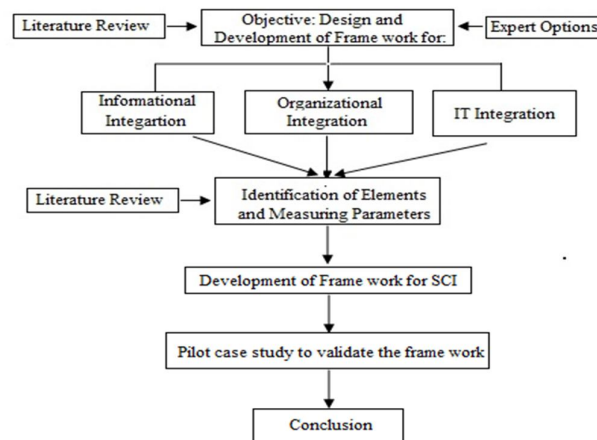 Literature Review
Objective: Design and
Development of Frame work for:
Expert Options
Informational
Integartion
Organizational
Integration
IT Integration
Literature Review
Identification of Elements
and Measuring Parameters
Development of Frame work for SCI
Pilot case study to validate the frame work
Conclusion